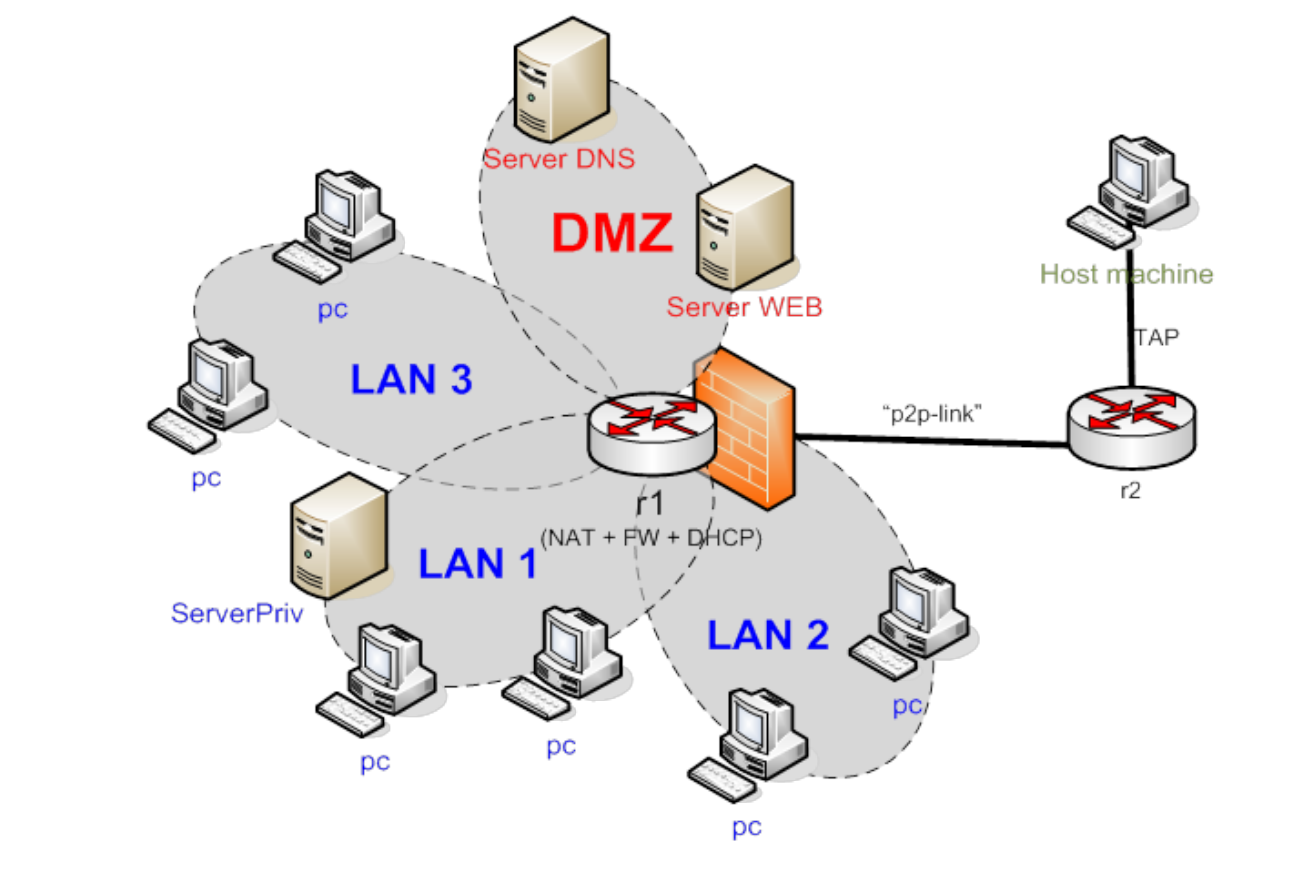 Server DNS
DMZ
Server WEB
pc
Host machine
TAP
LAN 3
"p2p-link"
pc
r1
r2
(NAT + FW + DHCP)
LAN 1
ServerPriv
LAN 2
pc
pc
pc
pc